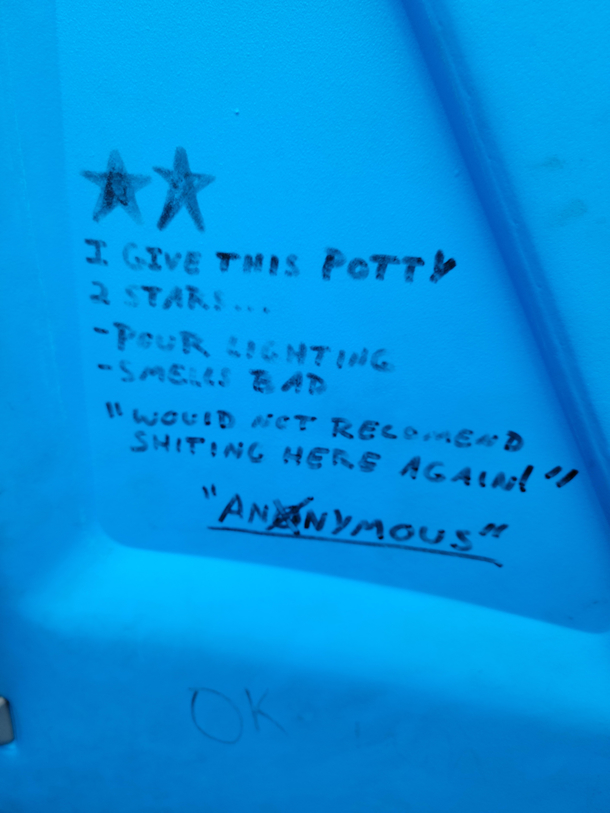 I GIVE THIS POTTY
2 STARS...
-POUR LIGHTING
-SMELLS BAD
"WOULD NOT RECOMEND
SHITING HERE AGAIN!"
"ANONYMOUS"
OK